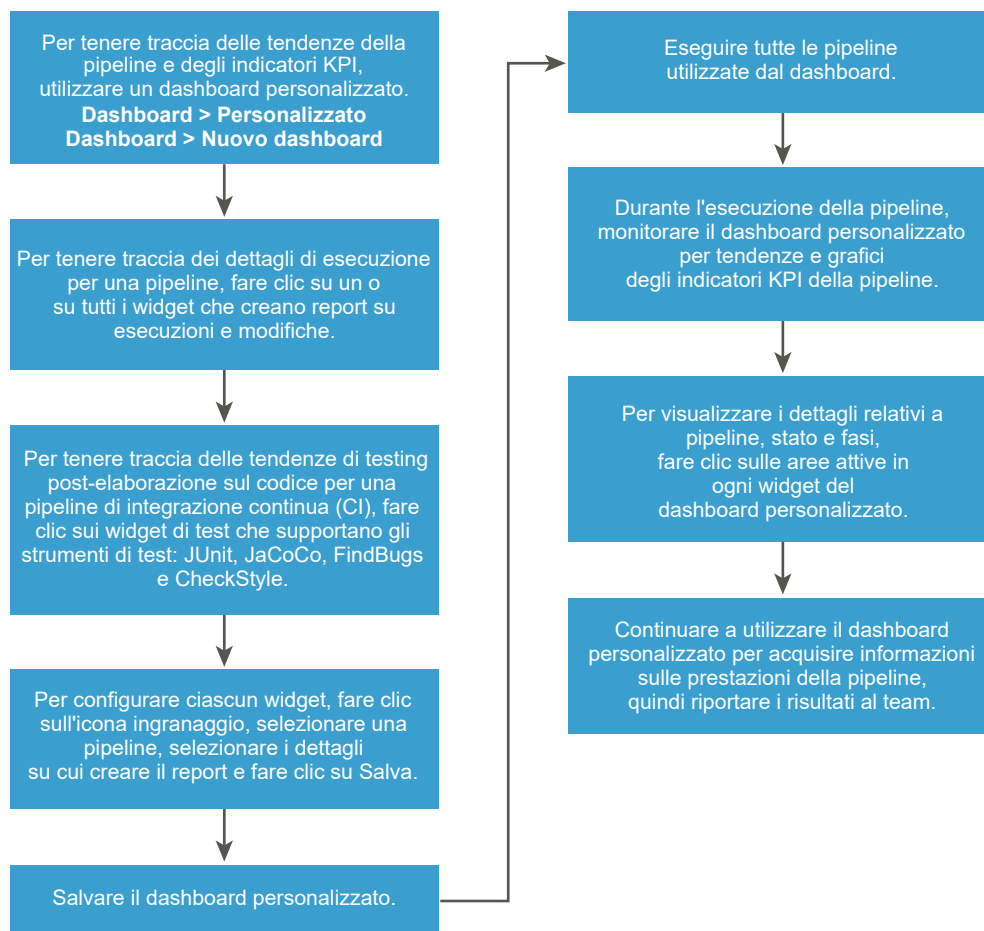 Per tenere traccia delle tendenze della
pipeline e degli indicatori KPI,
utilizzare un dashboard personalizzato.
Dashboard > Personalizzato
Dashboard > Nuovo dashboard
Per tenere traccia dei dettagli di esecuzione
per una pipeline, fare clic su un o
su tutti i widget che creano report su
esecuzioni e modifiche.
Per tenere traccia delle tendenze di testing
post-elaborazione sul codice per una
pipeline di integrazione continua (CI), fare
clic sui widget di test che supportano gli
strumenti di test: JUnit, JaCoCo, FindBugs
e CheckStyle.
Per configurare ciascun widget, fare clic
sull'icona ingranaggio, selezionare una
pipeline, selezionare i dettagli
su cui creare il report e fare clic su Salva.
Salvare il dashboard personalizzato.
Eseguire tutte le pipeline
utilizzate dal dashboard.
Durante l'esecuzione della pipeline,
monitorare il dashboard personalizzato
per tendenze e grafici
degli indicatori KPI della pipeline.
Per visualizzare i dettagli relativi a
pipeline, stato e fasi,
fare clic sulle aree attive in
ogni widget del
dashboard personalizzato.
Continuare a utilizzare il dashboard
personalizzato per acquisire informazioni
sulle prestazioni della pipeline,
quindi riportare i risultati al team.